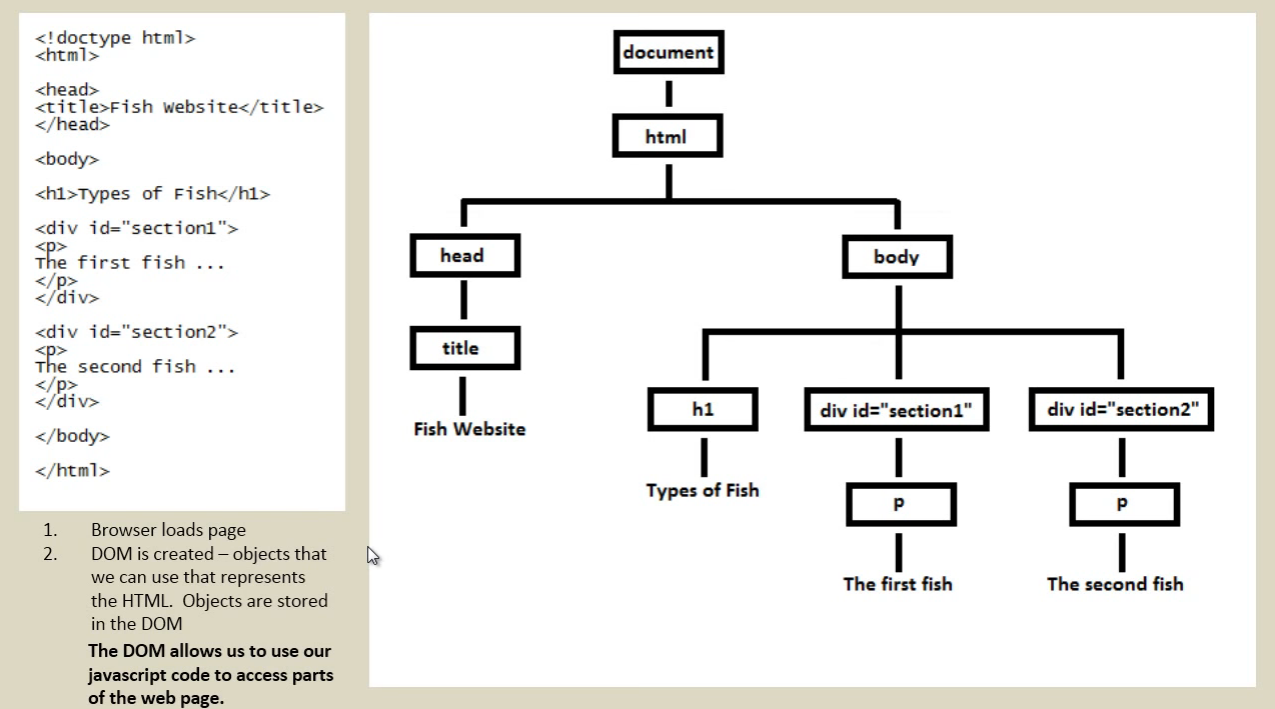 <!doctype html>
<html>
<head>
<title>Fish Website</title>
</head>
<body>
<h1>Types of Fish</h1>
<div id="section1">
<p>
The first fish ...
</p>
</div>
<div id="section2">
<p>
The second fish ...
</p>
</div>
</body>
</html>
1. Browser loads page
2. DOM is created – objects that
we can use that represents
the HTML. Objects are stored
in the DOM
The DOM allows us to use our
javascript code to access parts
of the web page.
document
html
head
body
title
Fish Website
h1
div id="section1"
div id="section2"
Types of Fish
p
p
The first fish
The second fish